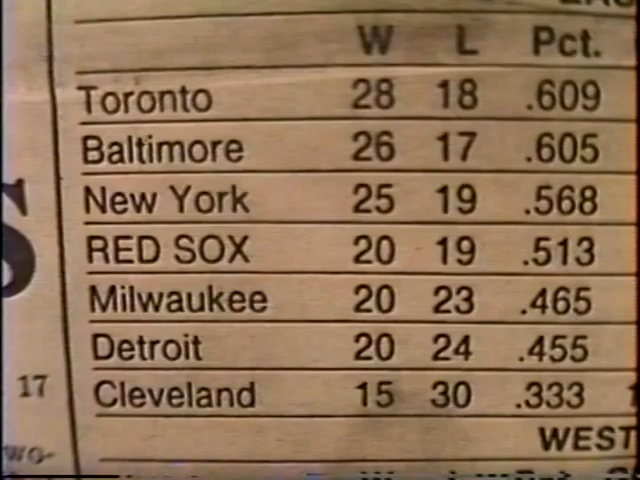 W L Pct.
Toronto 28 18 .609
Baltimore 26 17 .605
New York 25 19 .568
RED SOX 20 19 .513
Milwaukee 20 23 .465
Detroit 20 24 .455
17
Cleveland 15 30 .333
WEST
wo-